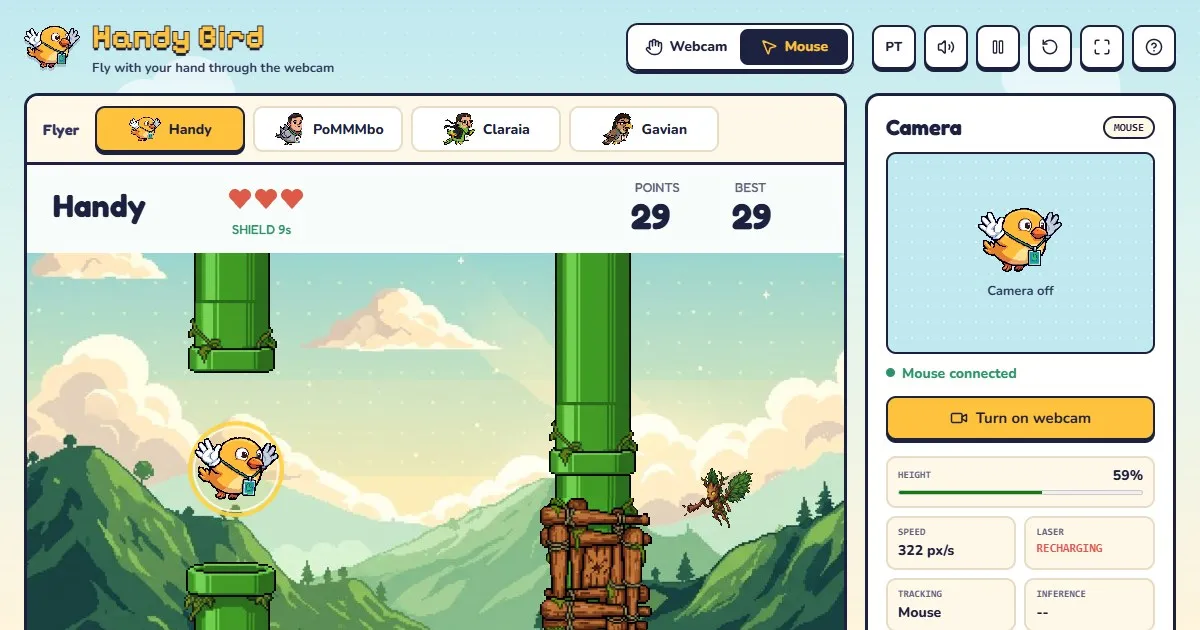 Handy Bird
Fly with your hand through the webcam
Webcam
Mouse
PT
Flyer
Handy
PoMMMbo
Claraia
Gavian
Handy
SHIELD 9s
POINTS
29
BEST
29
Camera
MOUSE
Camera off
Mouse connected
Turn on webcam
HEIGHT
59%
SPEED
322 px/s
LASER
RECHARGING
TRACKING
Mouse
INFERENCE
--